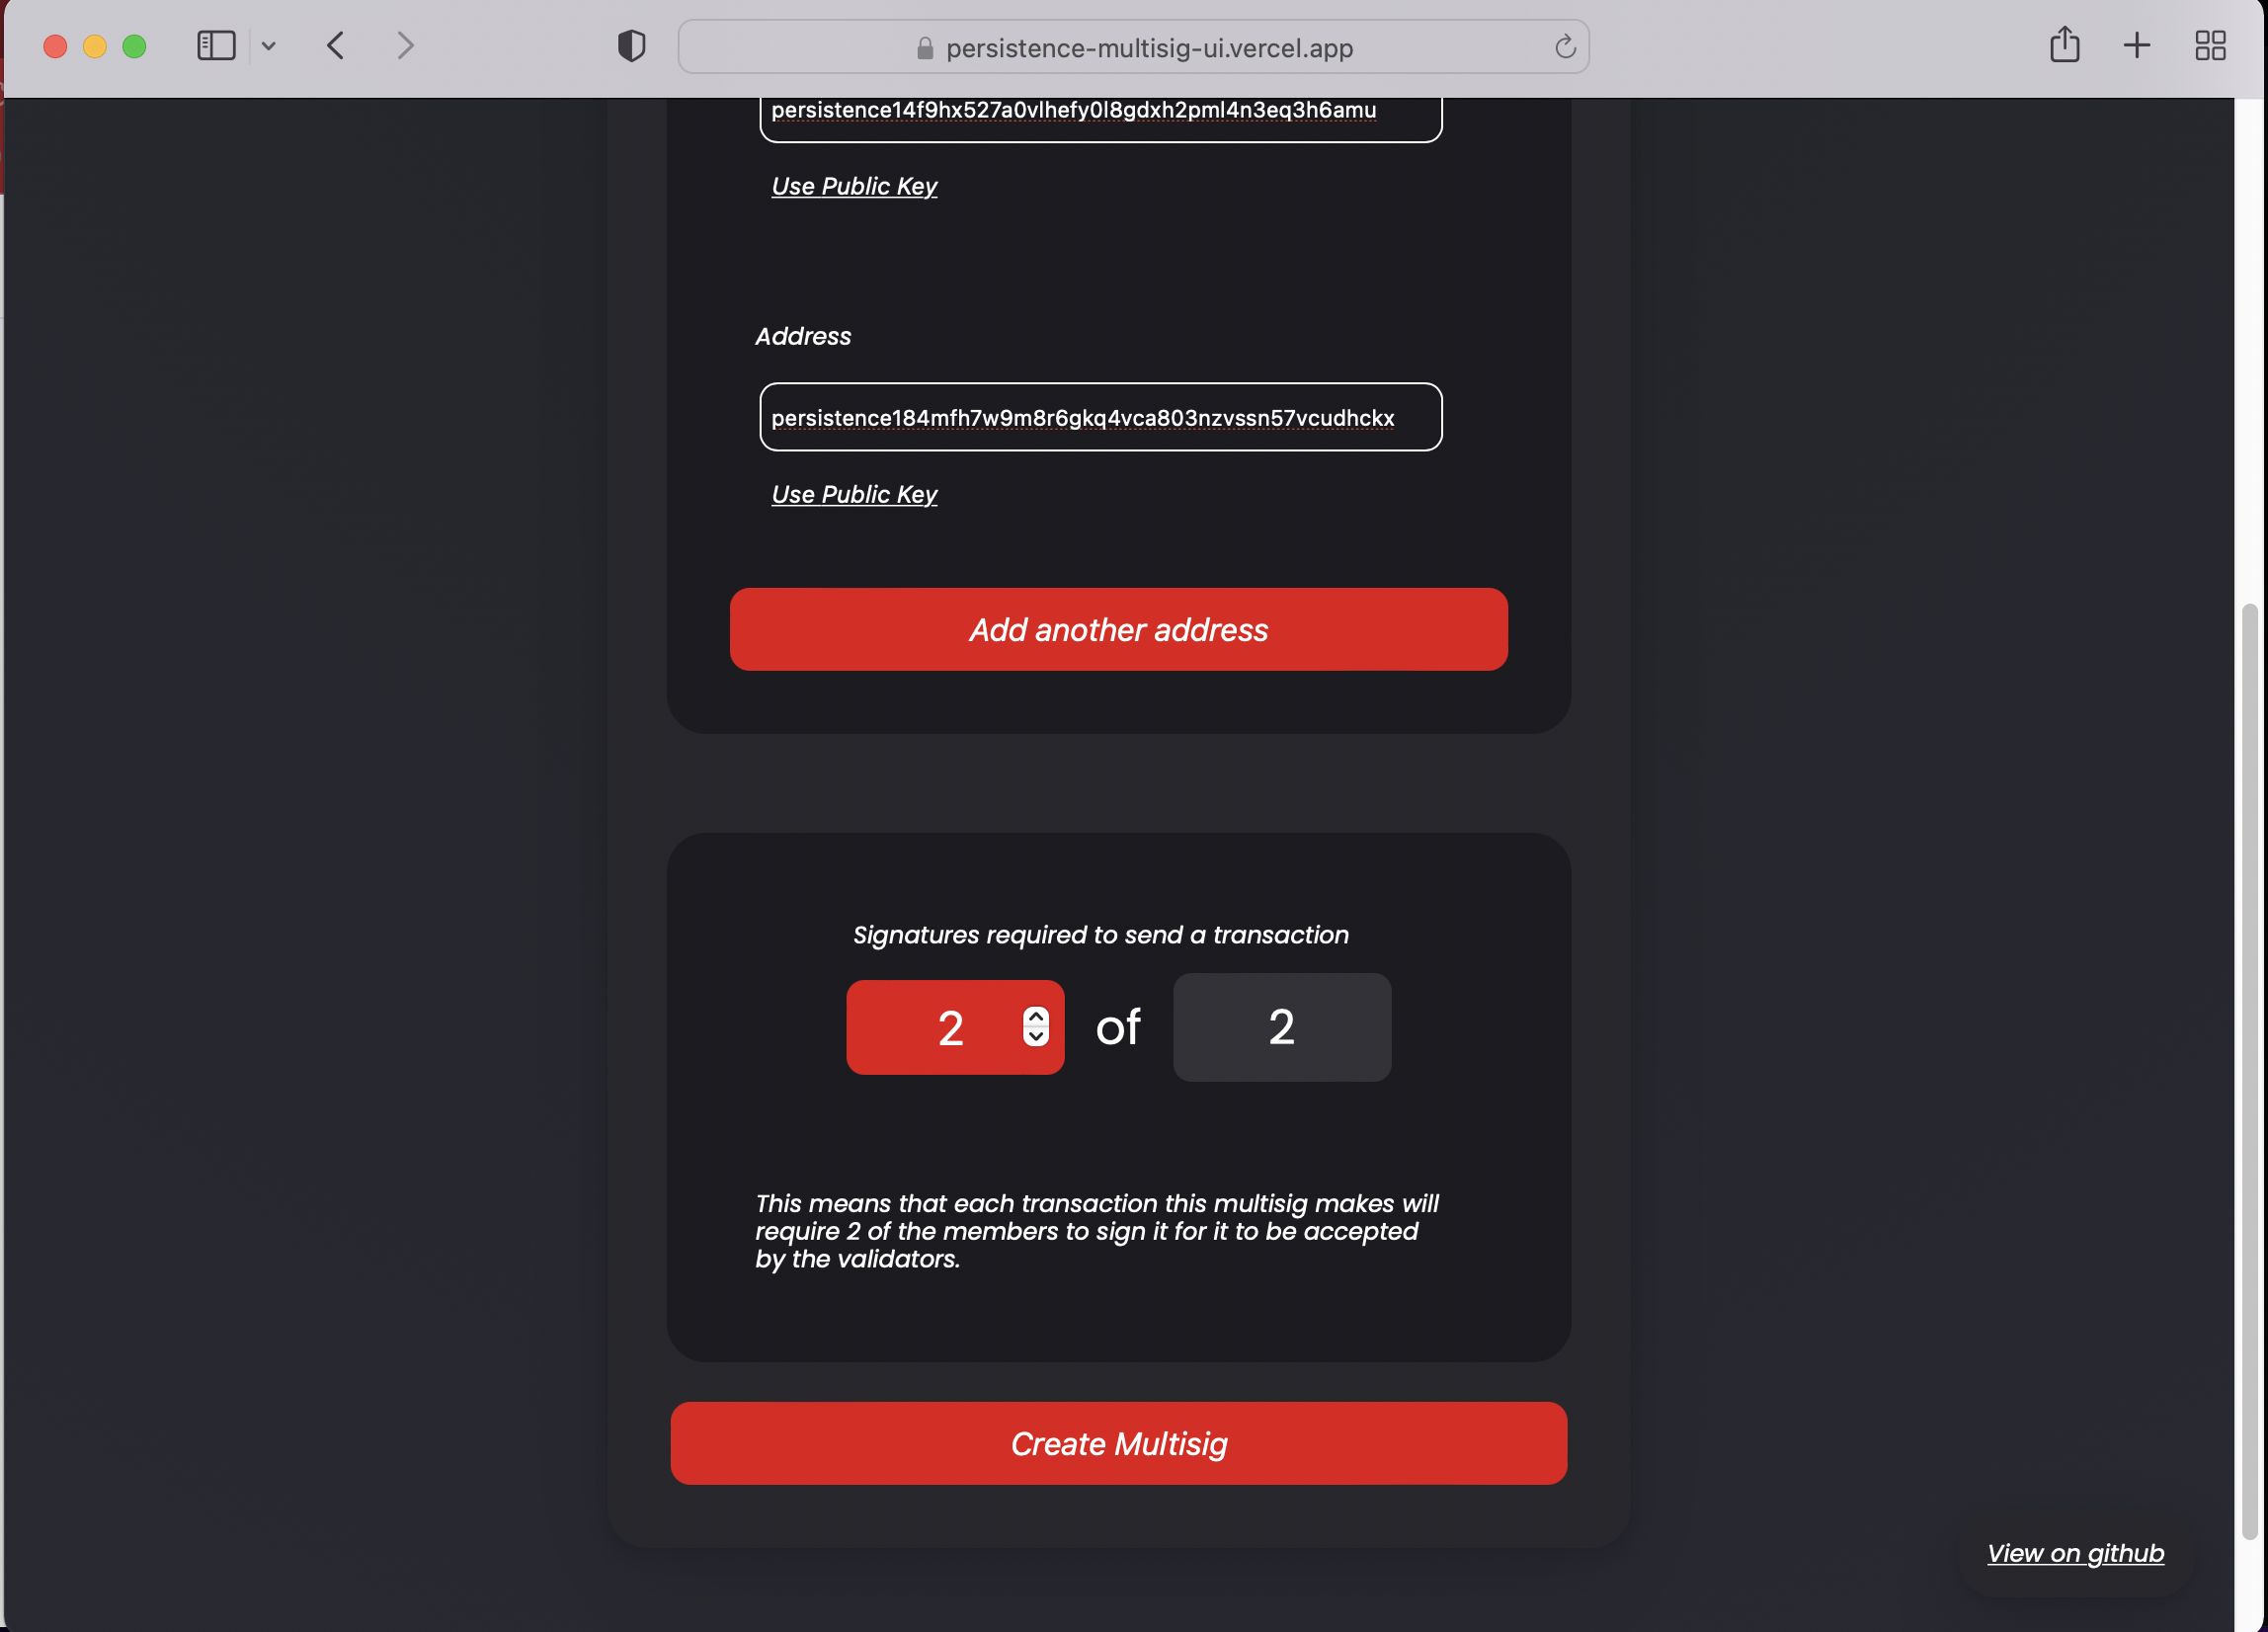 persistence-multisig-ui.vercel.app
persistence14f9hx527a0vlhefy0l8gdxh2pml4n3eq3h6amu
Use Public Key
Address
persistence184mfh7w9m8r6gkq4vca803nzvssn57vcudhckx
Use Public Key
Add another address
Signatures required to send a transaction
2 of 2
This means that each transaction this multisig makes will
require 2 of the members to sign it for it to be accepted
by the validators.
Create Multisig
View on github